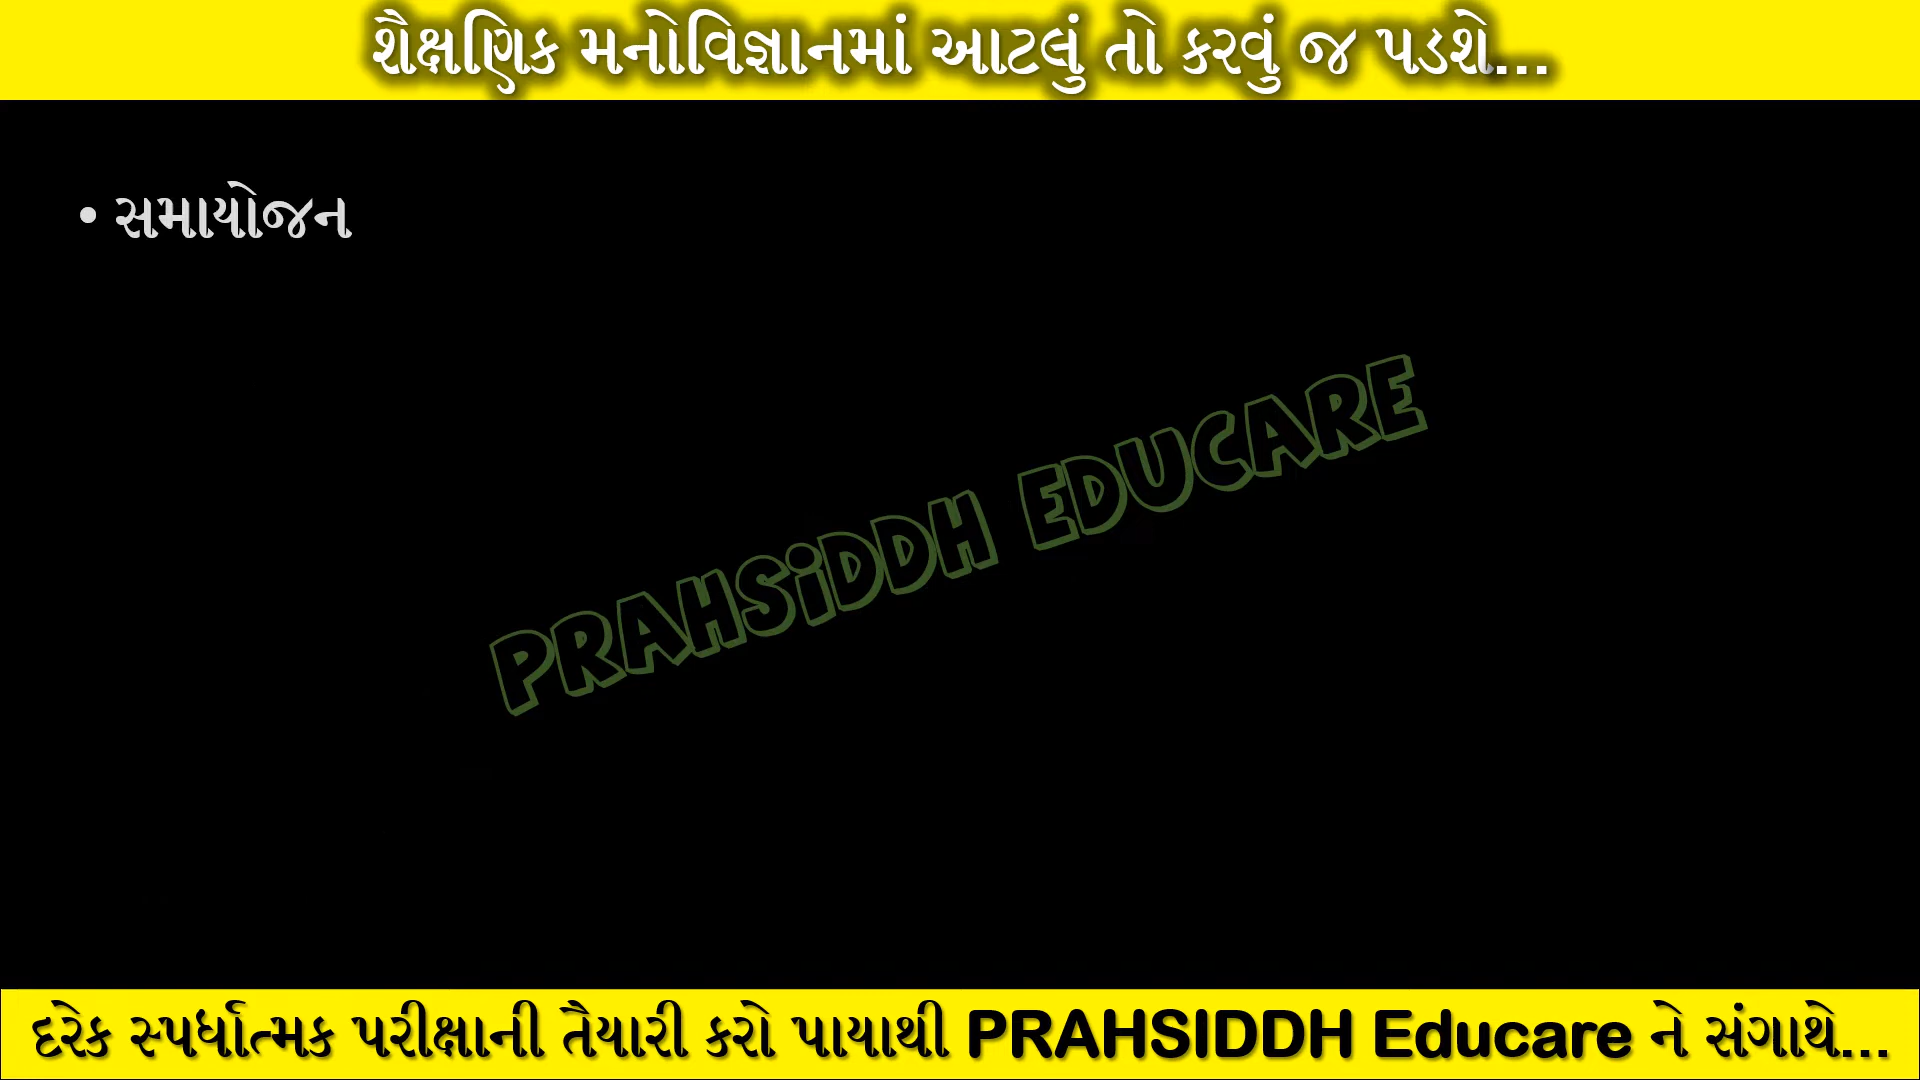 શૈક્ષણિક મનોવિજ્ઞાનમાં આટલું તો કરવું જ પડશે...
• સમાયોજન
PRAHSiDDH EDUCARE
દરેક સ્પર્ધાત્મક પરીક્ષાની તૈયારી કરો પાયાથી PRAHSIDDH Educare ને સંગાથે...